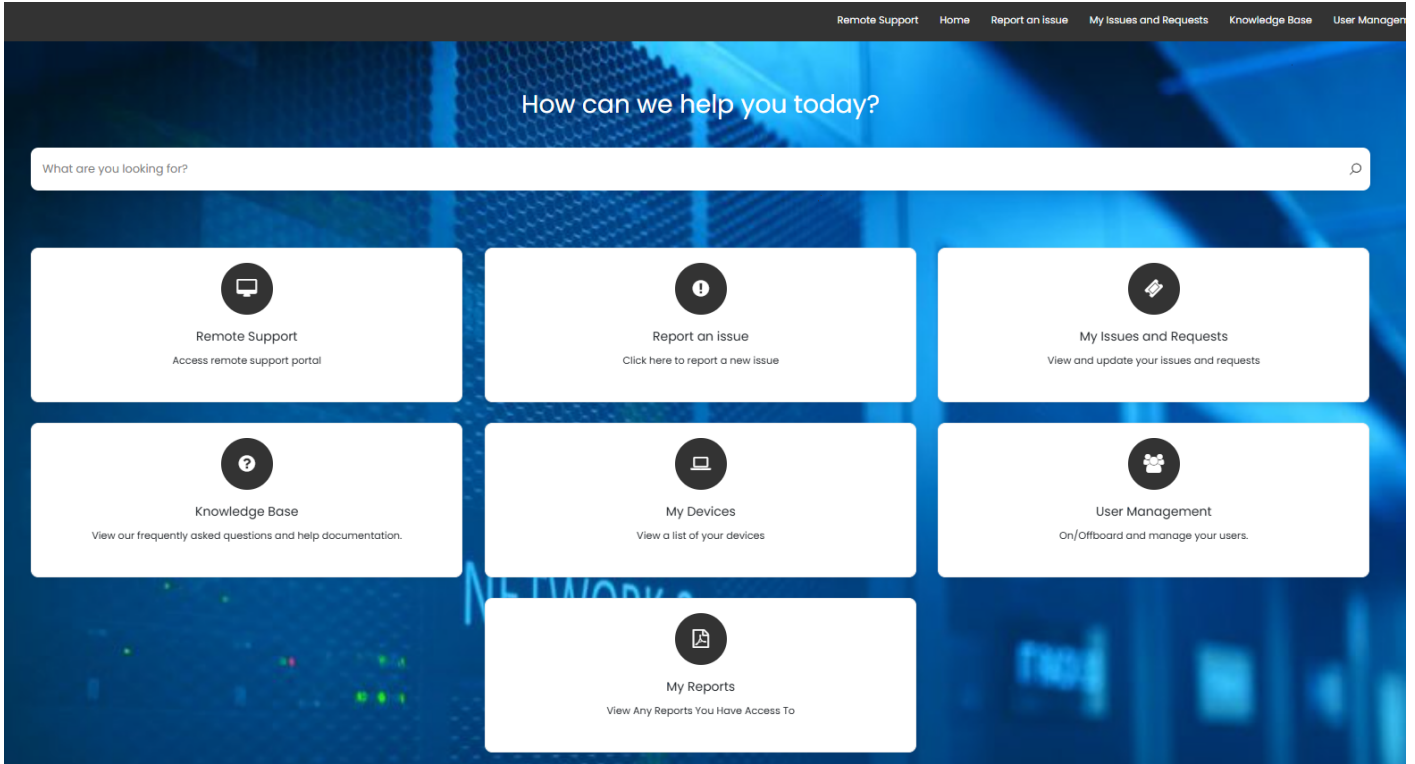 Remote Support Home Report an issue My Issues and Requests Knowledge Base User Managem
How can we help you today?
What are you looking for?
Remote Support
Access remote support portal
Report an issue
Click here to report a new issue
My Issues and Requests
View and update your issues and requests
Knowledge Base
View our frequently asked questions and help documentation.
My Devices
View a list of your devices
User Management
On/Offboard and manage your users.
My Reports
View Any Reports You Have Access To